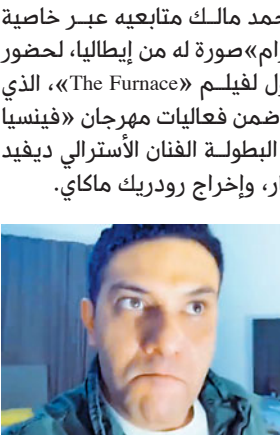 حمد مالـك متابعيه عبـر خاصية
رام»صورة له من إيطاليا، لحضور
ل لفيلـم «The Furnace»، الذي
ضمن فعاليات مهرجان «فينسيا
البطولـة الفنان الأسترالي ديفيد
ار، وإخراج رودريك ماكاي.